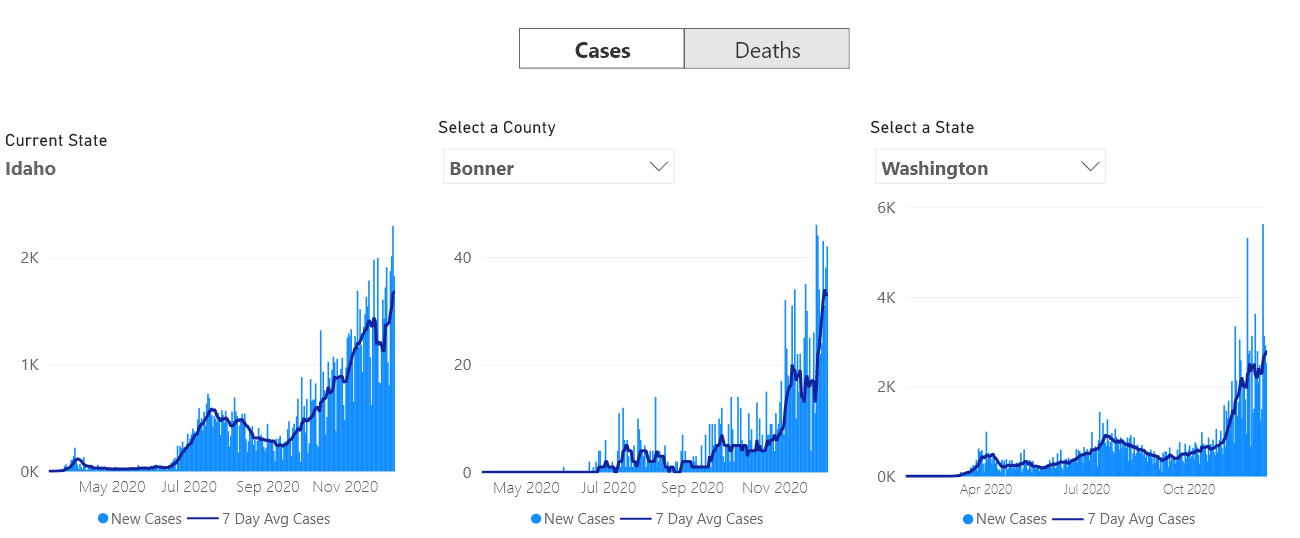 Cases Deaths
Current State
Idaho
Select a County
Bonner
Select a State
Washington
2K
1K
0K
May 2020 Jul 2020 Sep 2020 Nov 2020
New Cases 7 Day Avg Cases
40
20
0
May 2020 Jul 2020 Sep 2020 Nov 2020
New Cases 7 Day Avg Cases
6K
4K
2K
0K
Apr 2020 Jul 2020 Oct 2020
New Cases 7 Day Avg Cases